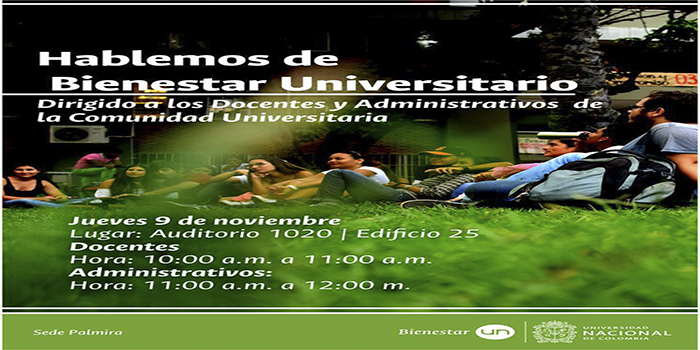 Hablemos de
Bienestar Universitario
Dirigido a los Docentes y Administrativos de
la Comunidad Universitaria
Jueves 9 de noviembre
Lugar: Auditorio 1020 | Edificio 25
Docentes
Hora: 10:00 a.m. a 11:00 a.m.
Administrativos:
Hora: 11:00 a.m. a 12:00 m.
Sede Palmira
Bienestar un
UNIVERSIDAD
NACIONAL
DE COLOMBIA